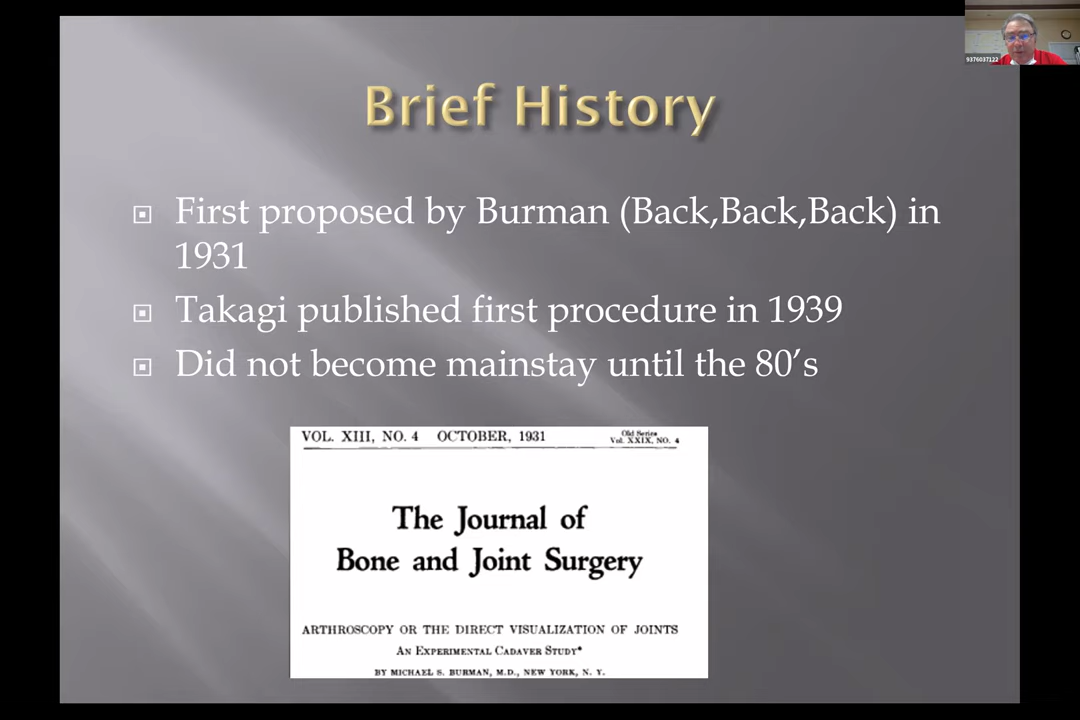 Brief History
First proposed by Burman (Back,Back,Back) in
1931
Takagi published first procedure in 1939
Did not become mainstay until the 80’s
VOL. XIII, NO. 4 OCTOBER, 1931
Old Series
Vol. XXIX, NO. 4
The Journal of
Bone and Joint Surgery
ARTHROSCOPY OR THE DIRECT VISUALIZATION OF JOINTS
AN EXPERIMENTAL CADAVER STUDY*
BY MICHAEL S. BURMAN, M.D., NEW YORK, N. Y.
9376037122